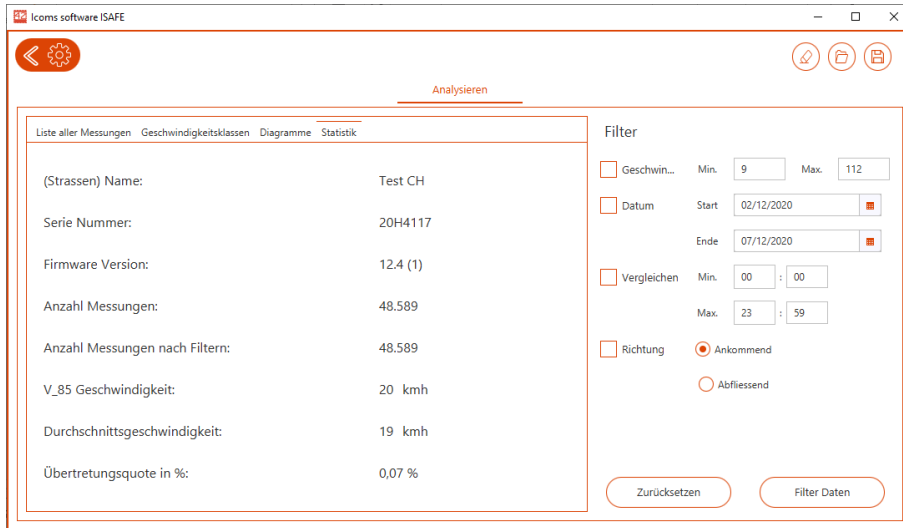 Icoms software ISAFE
Analysieren
Liste aller Messungen Geschwindigkeitsklassen Diagramme Statistik
(Strassen) Name: Test CH
Serie Nummer: 20H4117
Firmware Version: 12.4 (1)
Anzahl Messungen: 48.589
Anzahl Messungen nach Filtern: 48.589
V_85 Geschwindigkeit: 20 kmh
Durchschnittsgeschwindigkeit: 19 kmh
Übertretungsquote in %: 0,07 %
Filter
Geschwin... Min. 9 Max. 112
Datum Start 02/12/2020
Ende 07/12/2020
Vergleichen Min. 00 : 00
Max. 23 : 59
Richtung Ankommend
Abfliessend
Zurücksetzen Filter Daten